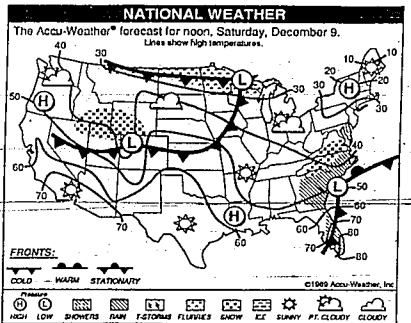 NATIONAL WEATHER
The Accu-Weather® forecast for noon, Saturday, December 9.
Lines show high temperatures.
40
30
10
10
20
20
30
30
30
30
50
H
L
H
L
40
60
L
50
60
70
70
70
H
60
70
80
FRONTS:
COLD WARM STATIONARY
©1989 Accu-Weather, Inc
Pressure
H L
HIGH LOW SHOWERS RAIN T-STORMS FLURRIES SNOW ICE SUNNY PT. CLOUDY CLOUDY